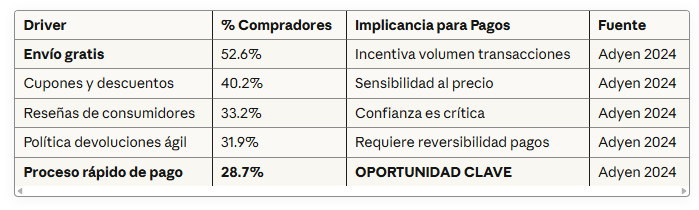 Driver % Compradores Implicancia para Pagos Fuente
Envío gratis 52.6% Incentiva volumen transacciones Adyen 2024
Cupones y descuentos 40.2% Sensibilidad al precio Adyen 2024
Reseñas de consumidores 33.2% Confianza es crítica Adyen 2024
Política devoluciones ágil 31.9% Requiere reversibilidad pagos Adyen 2024
Proceso rápido de pago 28.7% OPORTUNIDAD CLAVE Adyen 2024